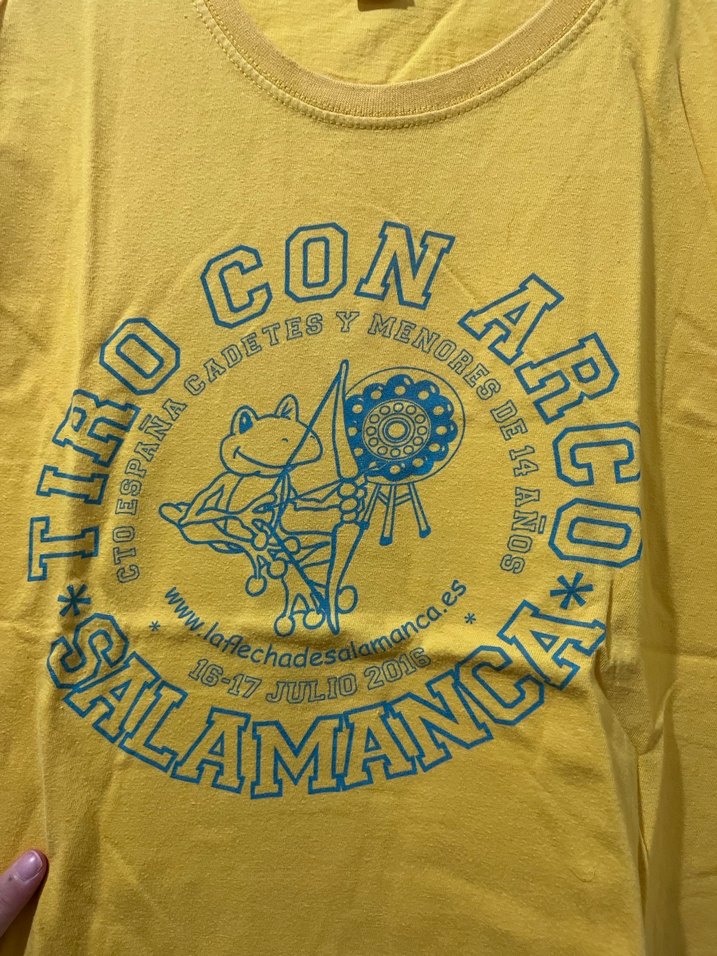 TIRO CON ARCO
CTO ESPAÑA CADETES Y MENORES DE 14 AÑOS
www.laflechadesalamanca.es
* 16-17 JULIO 2016 *
* SALAMANCA *